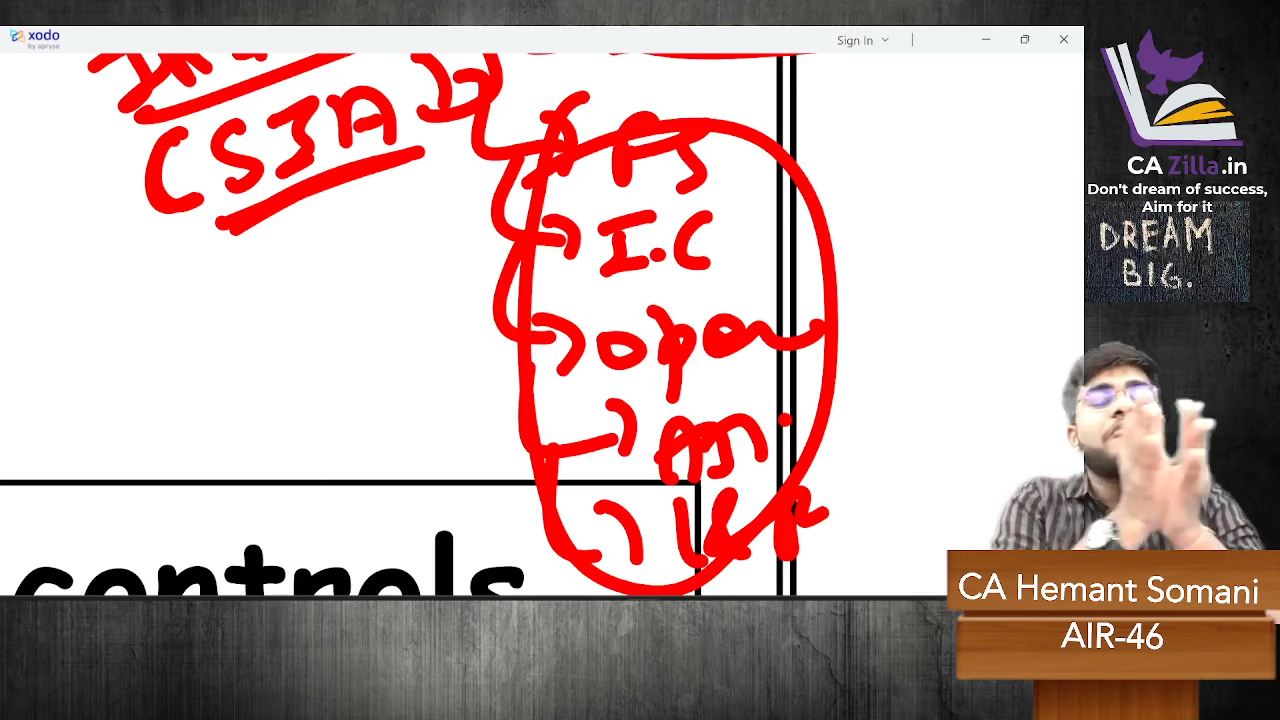 xodo
by apryse
Sign In
CS3A
FS
I.C
oper
controls
CA Zilla.in
Don't dream of success,
Aim for it
DREAM
BIG.
CA Hemant Somani
AIR-46